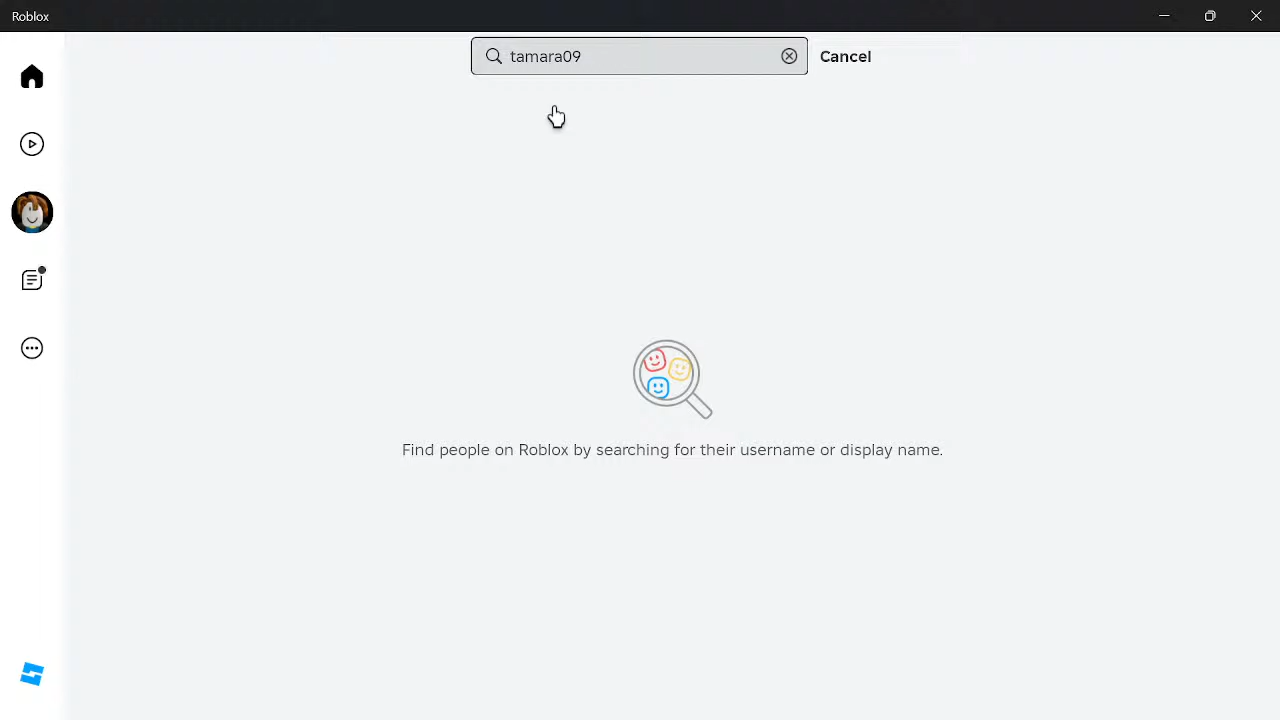 Roblox
tamara09
Cancel
Find people on Roblox by searching for their username or display name.